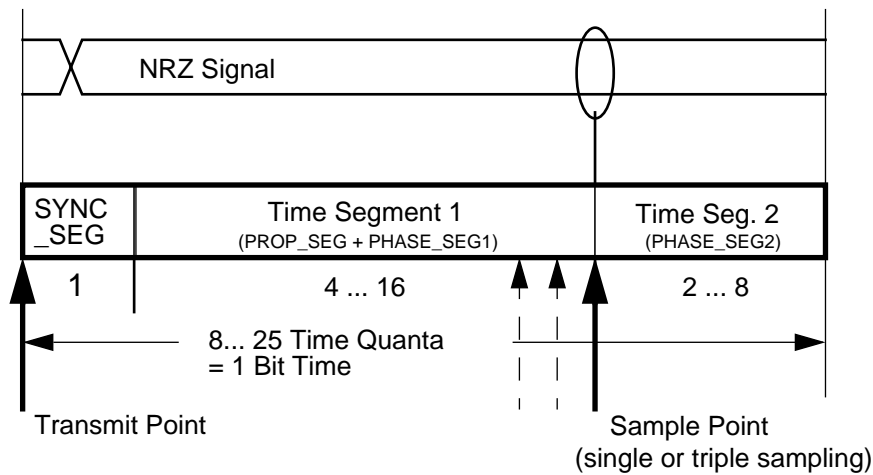 NRZ Signal
SYNC
_SEG
Time Segment 1
(PROP_SEG + PHASE_SEG1)
Time Seg. 2
(PHASE_SEG2)
1
4 ... 16
2 ... 8
8... 25 Time Quanta
= 1 Bit Time
Transmit Point
Sample Point
(single or triple sampling)